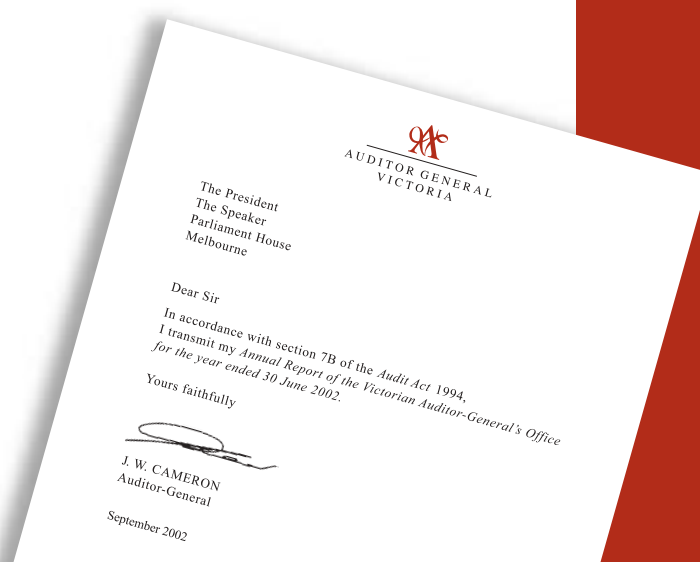 AUDITOR GENERAL
VICTORIA
The President
The Speaker
Parliament House
Melbourne
Dear Sir
In accordance with section 7B of the Audit Act 1994,
I transmit my Annual Report of the Victorian Auditor-General's Office
for the year ended 30 June 2002.
Yours faithfully
J. W. CAMERON
Auditor-General
September 2002